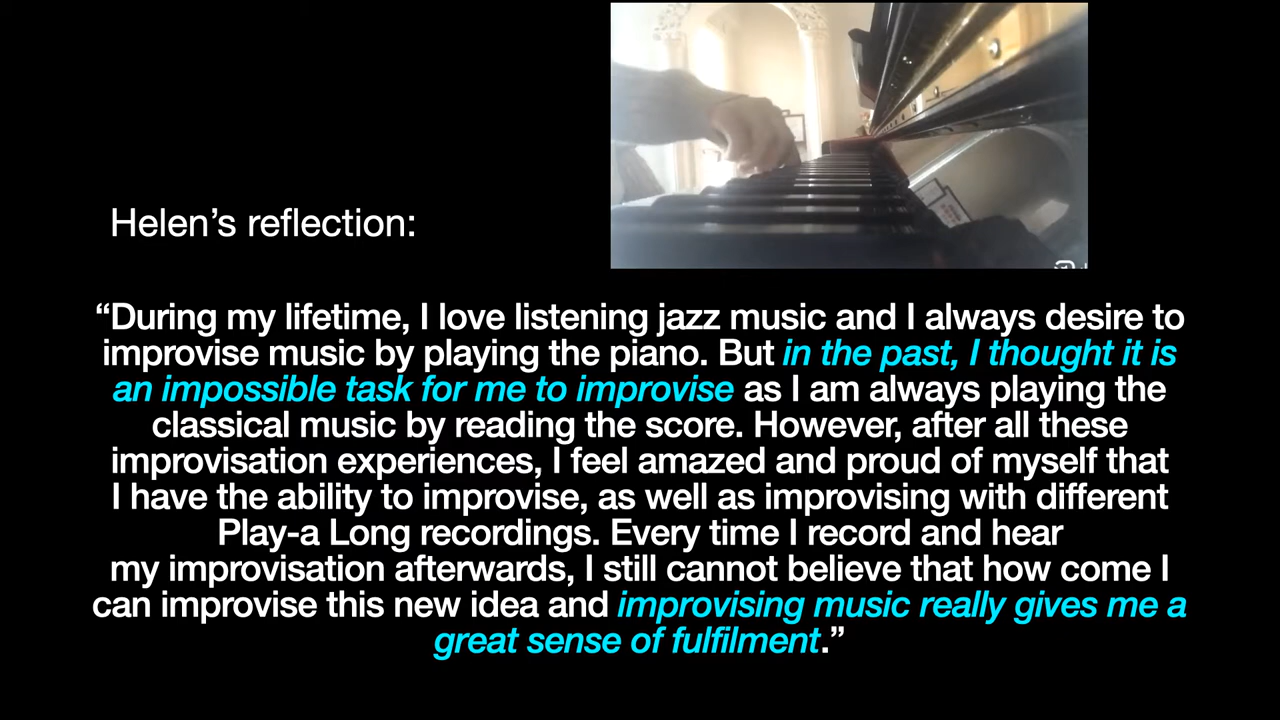 Helen’s reflection:
“During my lifetime, I love listening jazz music and I always desire to
improvise music by playing the piano. But in the past, I thought it is
an impossible task for me to improvise as I am always playing the
classical music by reading the score. However, after all these
improvisation experiences, I feel amazed and proud of myself that
I have the ability to improvise, as well as improvising with different
Play-a Long recordings. Every time I record and hear
my improvisation afterwards, I still cannot believe that how come I
can improvise this new idea and improvising music really gives me a
great sense of fulfilment.”